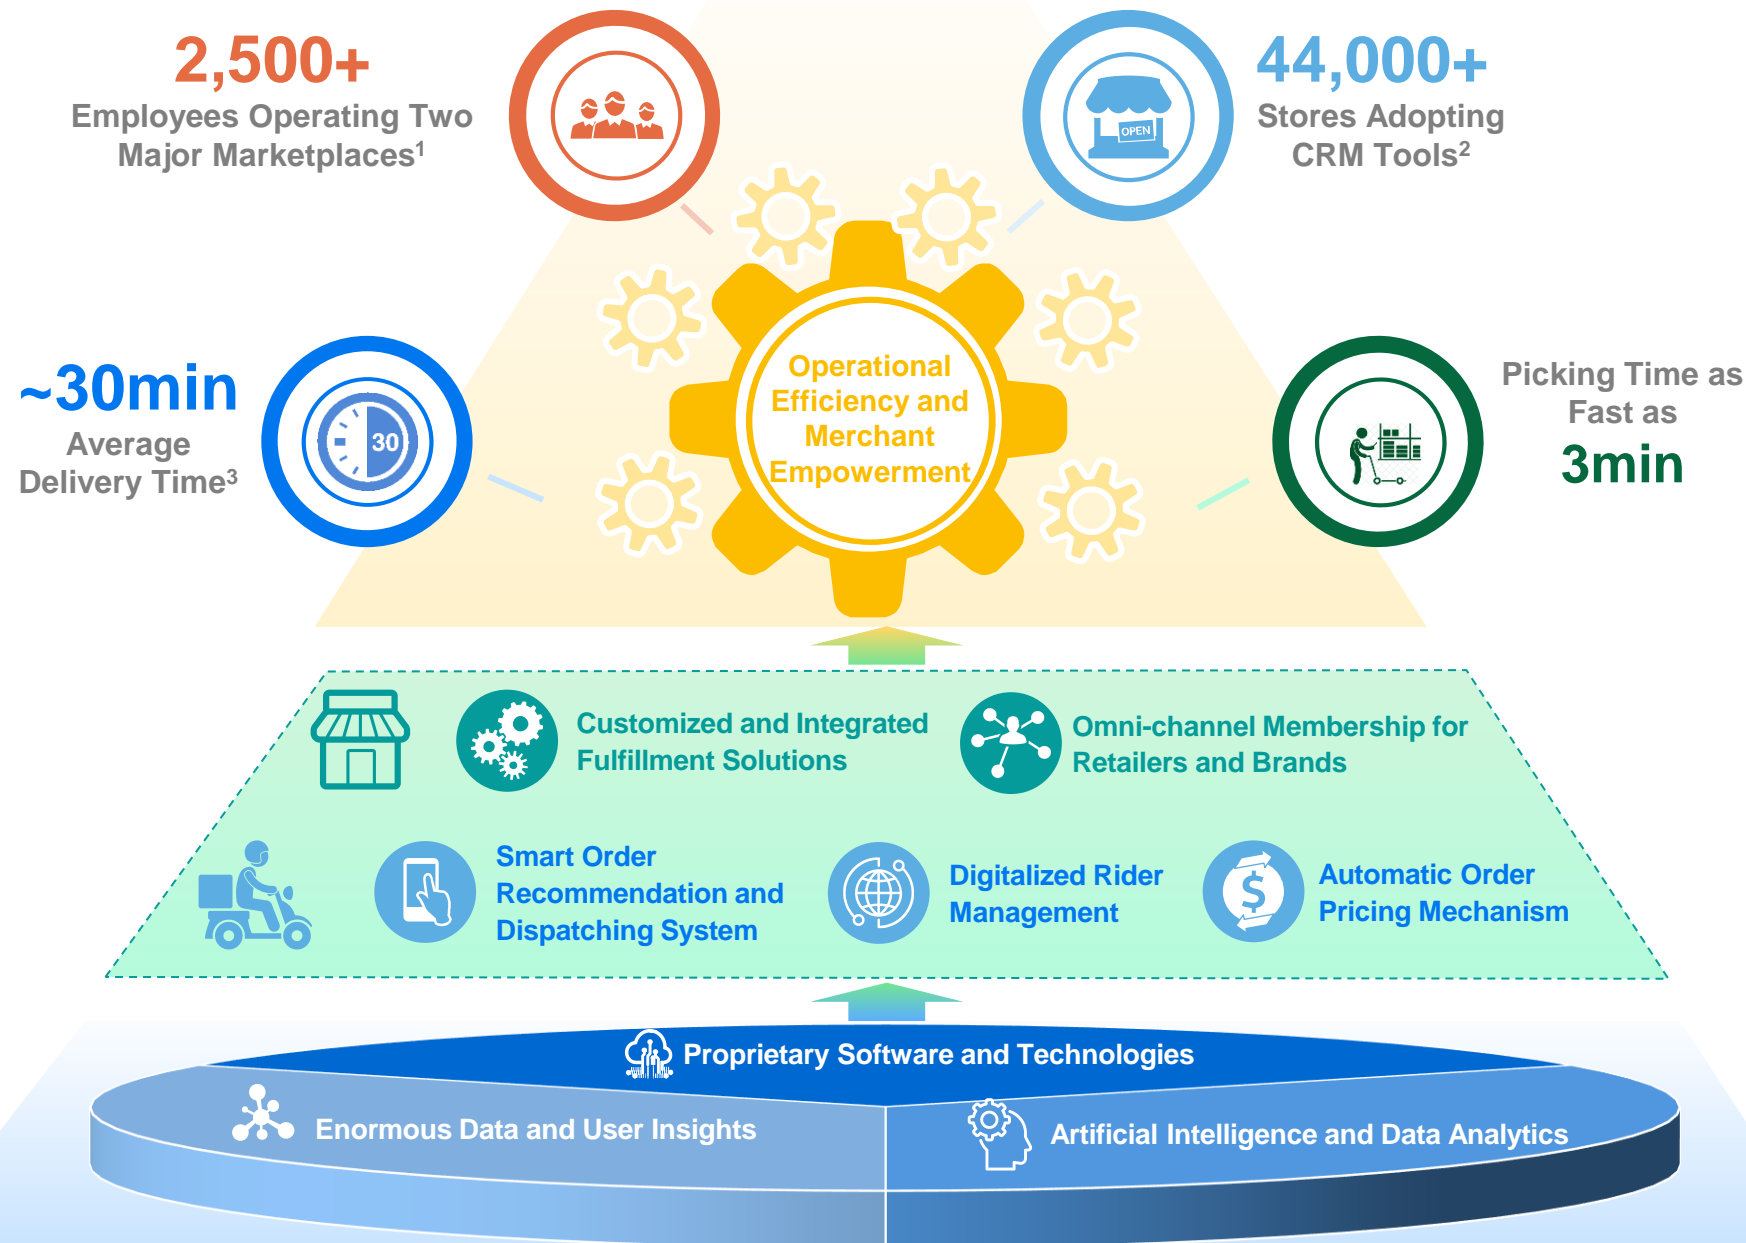 2,500+
Employees Operating Two
Major Marketplaces¹
44,000+
Stores Adopting
CRM Tools²
OPEN
~30min
Average
Delivery Time³
30
Operational
Efficiency and
Merchant
Empowerment
Picking Time as
Fast as
3min
Customized and Integrated
Fulfillment Solutions
Omni-channel Membership for
Retailers and Brands
Smart Order
Recommendation and
Dispatching System
Digitalized Rider
Management
$
Automatic Order
Pricing Mechanism
Proprietary Software and Technologies
Enormous Data and User Insights
Artificial Intelligence and Data Analytics